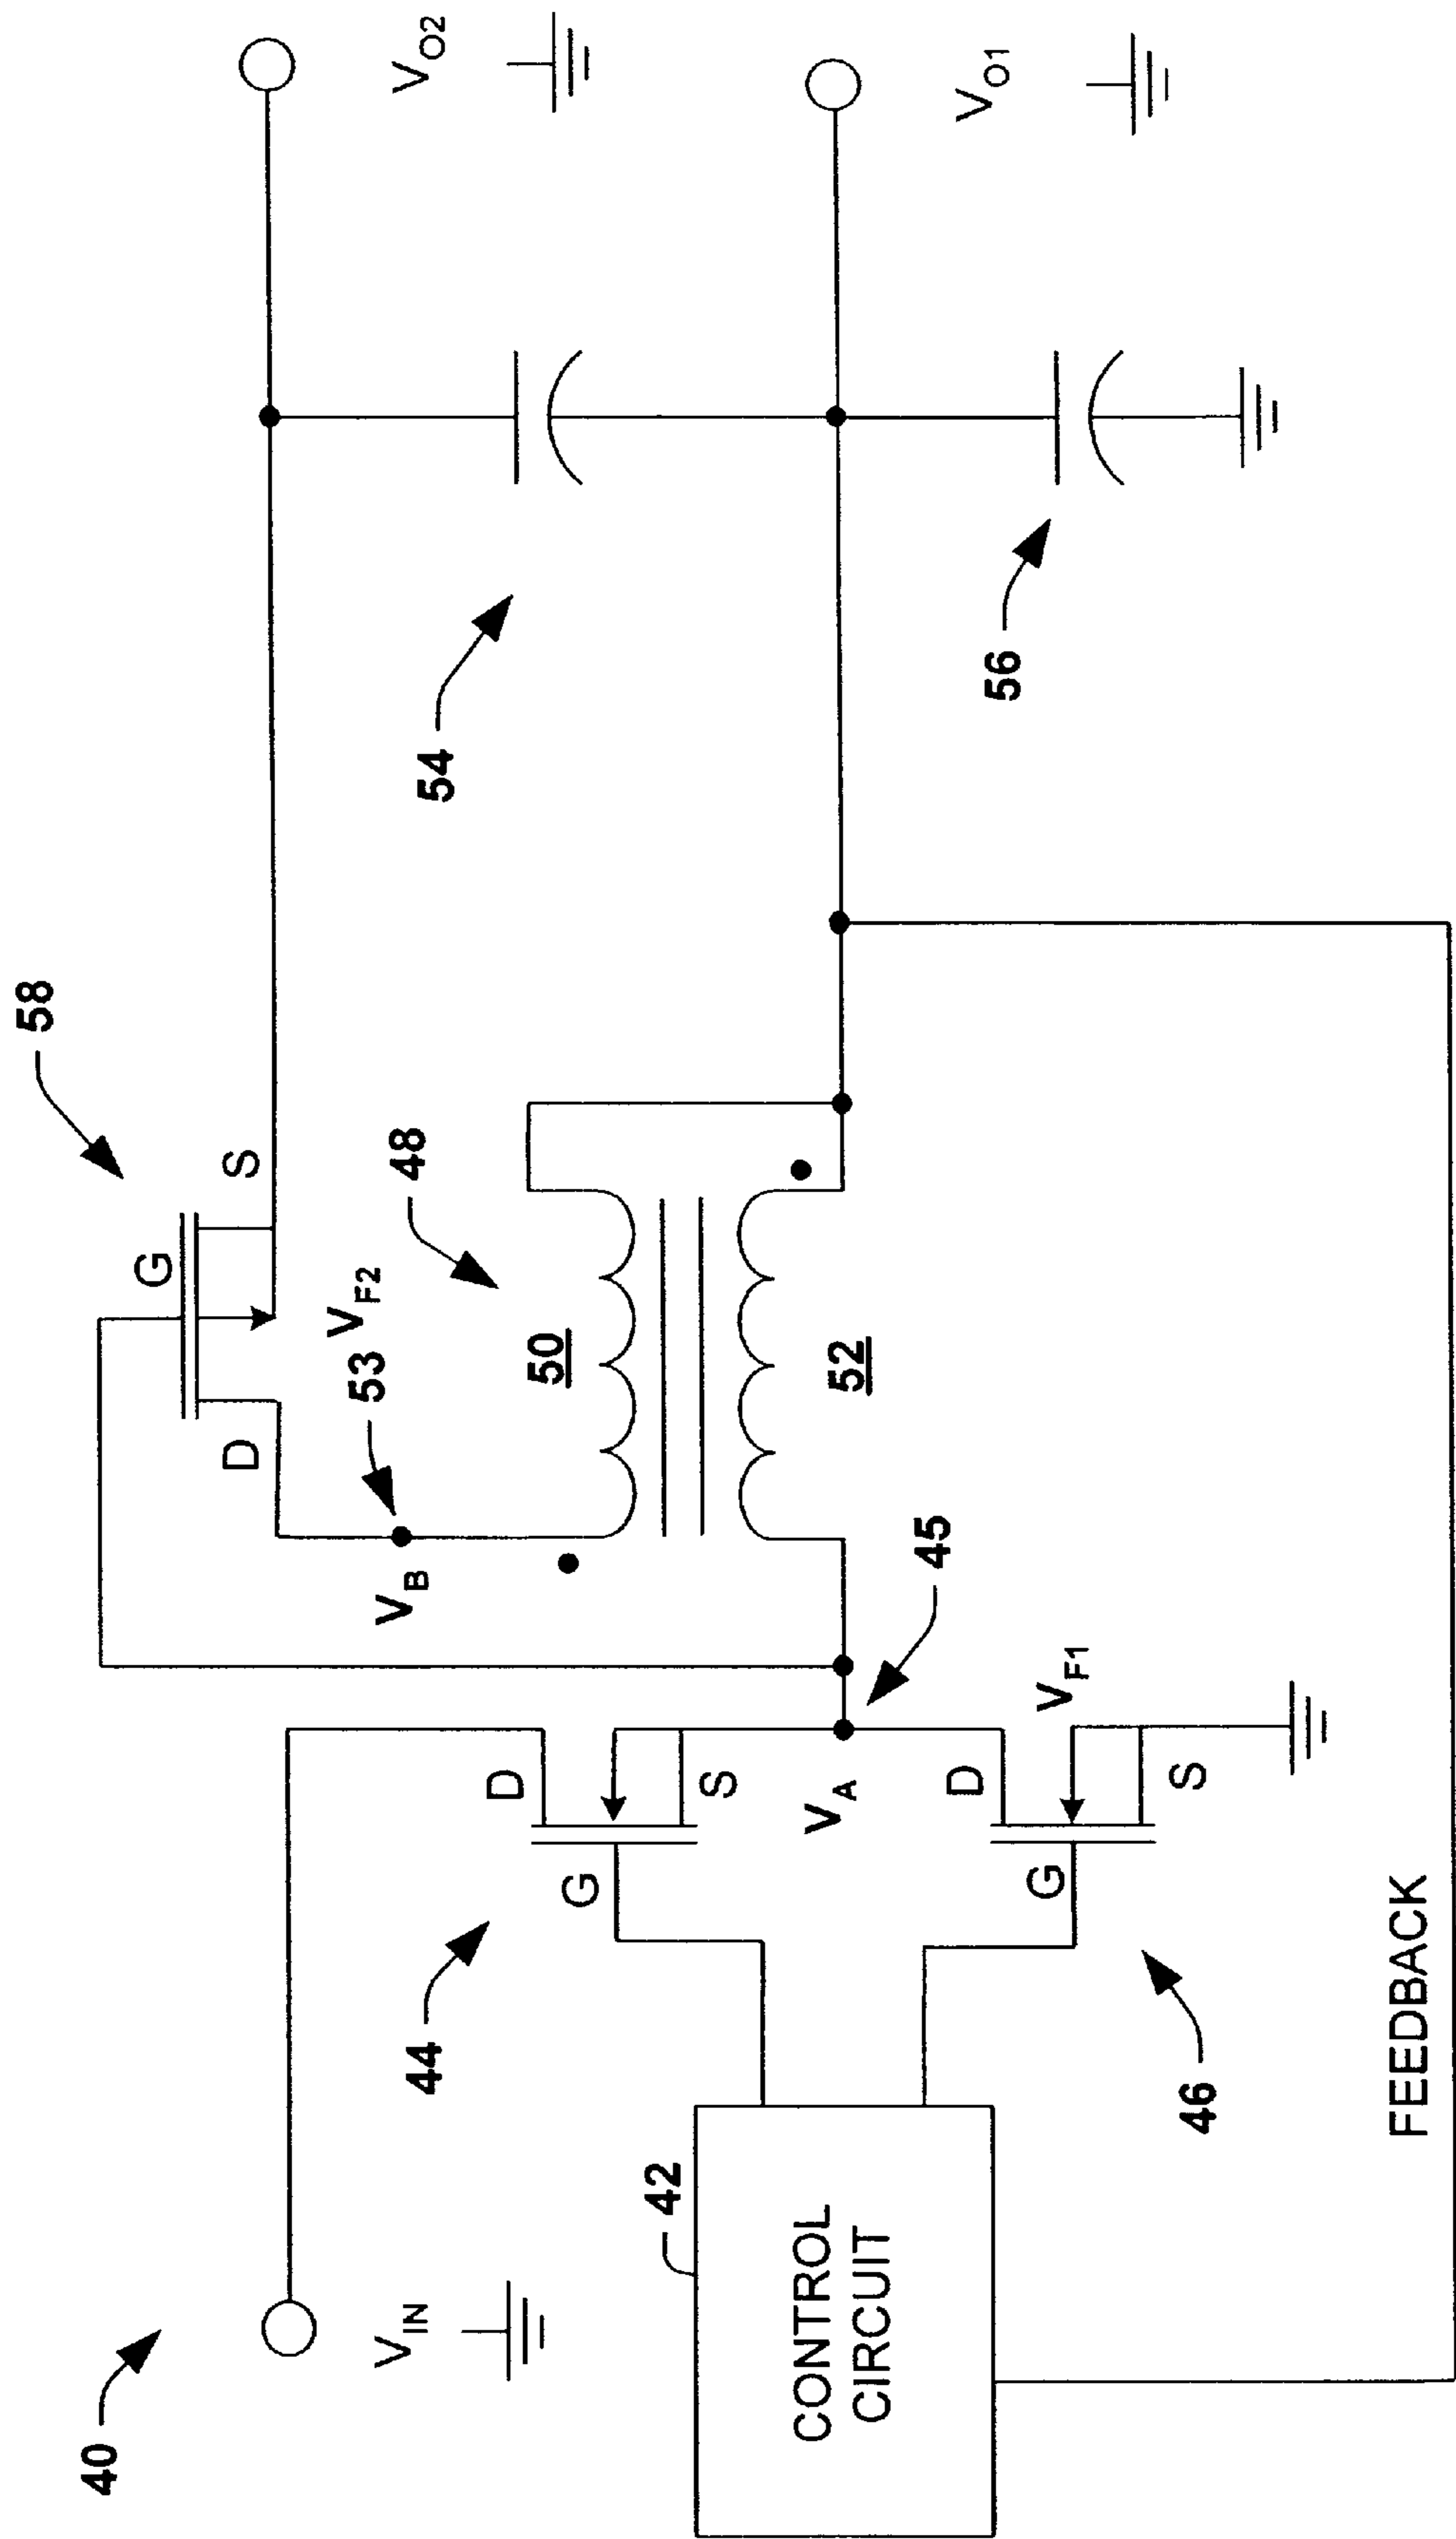 40
V_IN
42
CONTROL
CIRCUIT
FEEDBACK
44
G
D
S
V_A
45
46
G
D
S
V_F1
V_B
53
V_F2
D
G
S
58
48
50
52
54
56
V_O2
V_O1